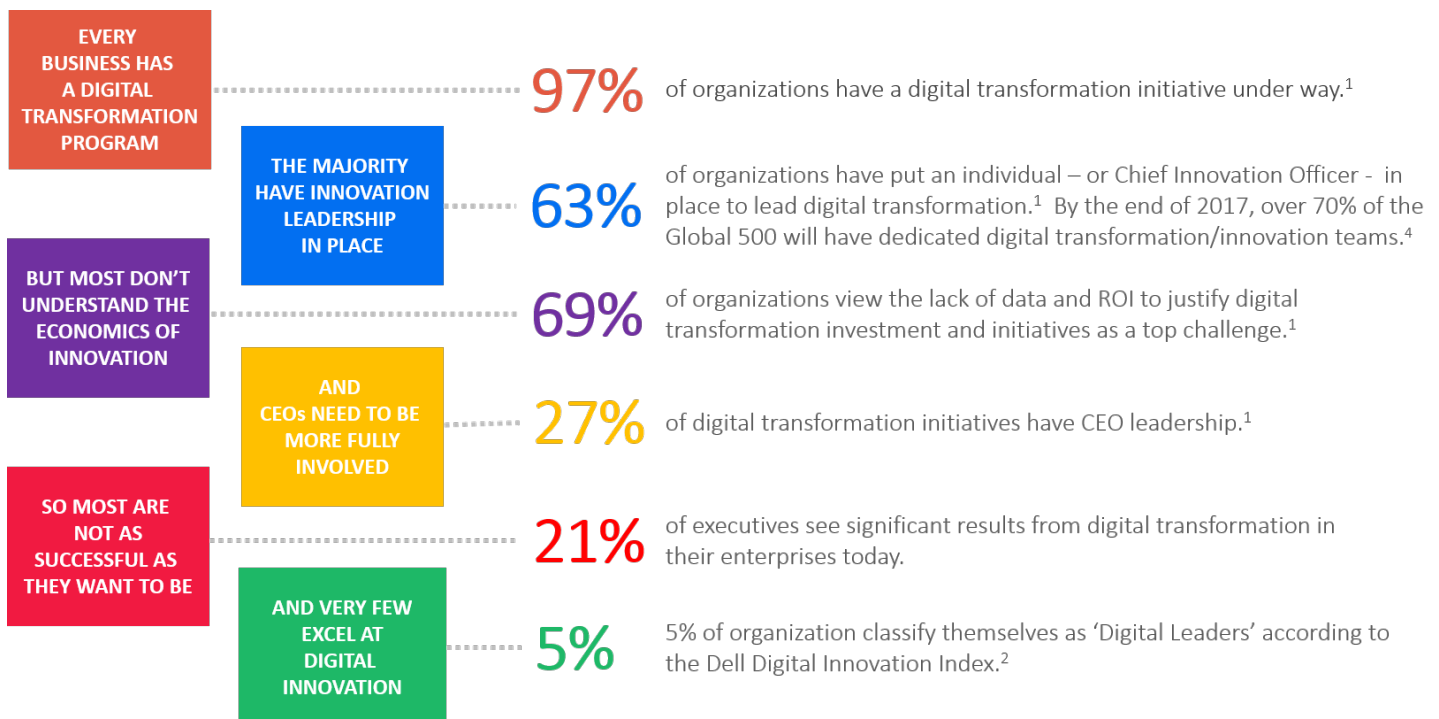 EVERY
BUSINESS HAS
A DIGITAL
TRANSFORMATION
PROGRAM
97%
of organizations have a digital transformation initiative under way.1
THE MAJORITY
HAVE INNOVATION
LEADERSHIP
IN PLACE
63%
of organizations have put an individual – or Chief Innovation Officer -  in
place to lead digital transformation.1  By the end of 2017, over 70% of the
Global 500 will have dedicated digital transformation/innovation teams.4
BUT MOST DON'T
UNDERSTAND THE
ECONOMICS OF
INNOVATION
69%
of organizations view the lack of data and ROI to justify digital
transformation investment and initiatives as a top challenge.1
AND
CEOs NEED TO BE
MORE FULLY
INVOLVED
27%
of digital transformation initiatives have CEO leadership.1
SO MOST ARE
NOT AS
SUCCESSFUL AS
THEY WANT TO BE
21%
of executives see significant results from digital transformation in
their enterprises today.
AND VERY FEW
EXCEL AT
DIGITAL
INNOVATION
5%
5% of organization classify themselves as ‘Digital Leaders’ according to
the Dell Digital Innovation Index.2